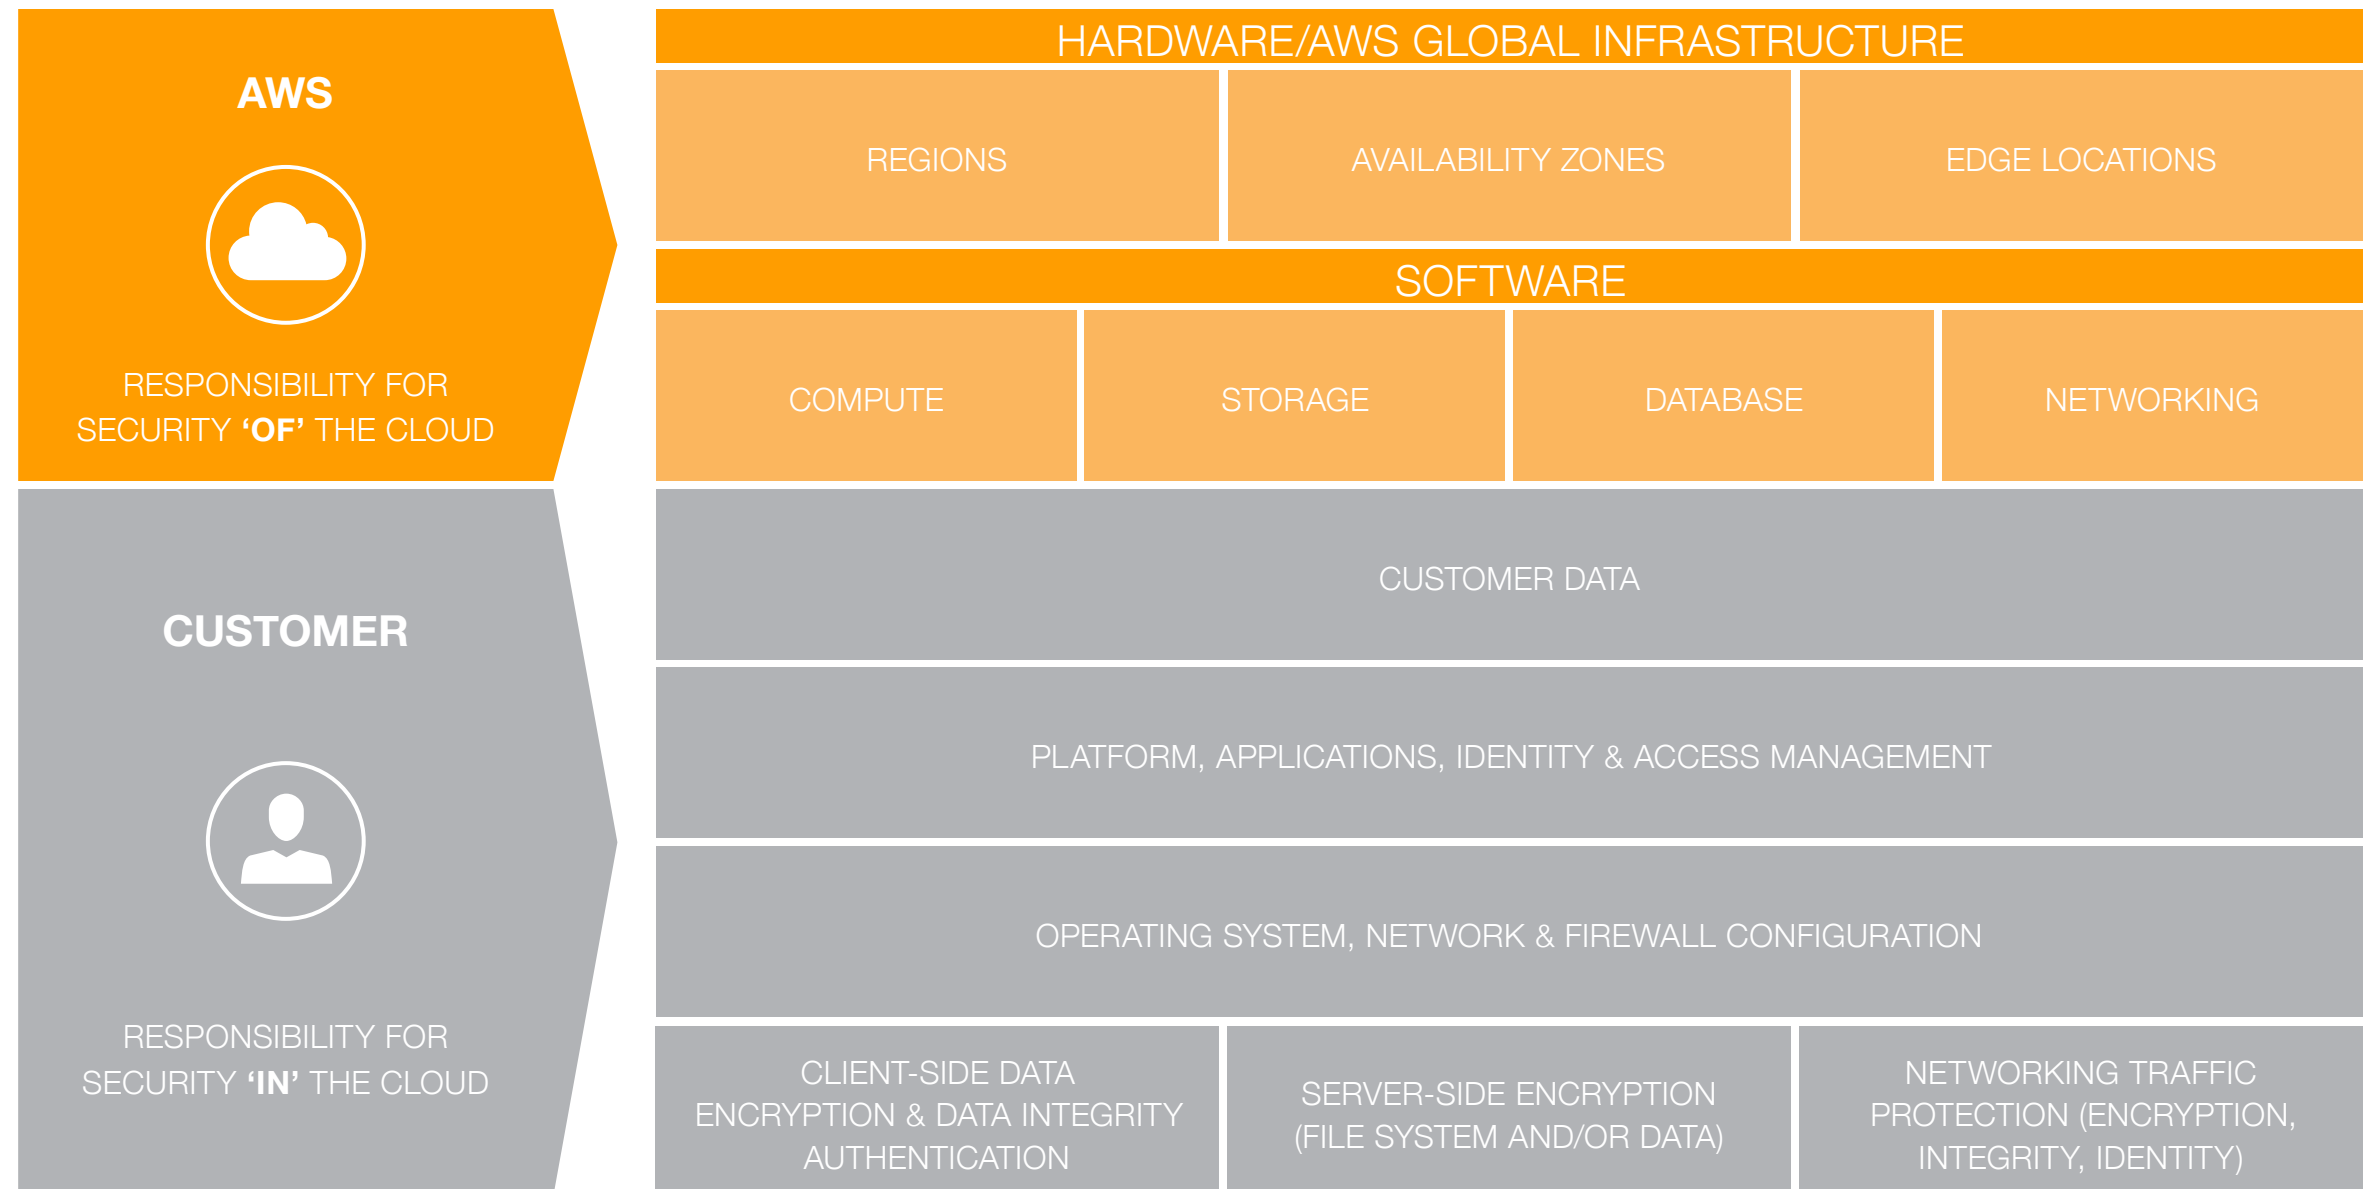 AWS
RESPONSIBILITY FOR
SECURITY ‘OF’ THE CLOUD
HARDWARE/AWS GLOBAL INFRASTRUCTURE
REGIONS
AVAILABILITY ZONES
EDGE LOCATIONS
SOFTWARE
COMPUTE
STORAGE
DATABASE
NETWORKING
CUSTOMER
RESPONSIBILITY FOR
SECURITY ‘IN’ THE CLOUD
CUSTOMER DATA
PLATFORM, APPLICATIONS, IDENTITY & ACCESS MANAGEMENT
OPERATING SYSTEM, NETWORK & FIREWALL CONFIGURATION
CLIENT-SIDE DATA
ENCRYPTION & DATA INTEGRITY
AUTHENTICATION
SERVER-SIDE ENCRYPTION
(FILE SYSTEM AND/OR DATA)
NETWORKING TRAFFIC
PROTECTION (ENCRYPTION,
INTEGRITY, IDENTITY)